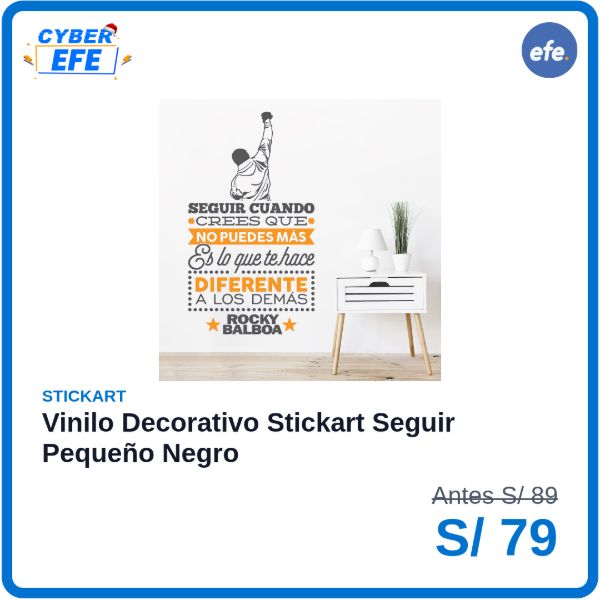 CYBER
EFE
efe.
SEGUIR CUANDO
CREES QUE
NO PUEDES MÁS
Es lo que te hace
DIFERENTE
A LOS DEMÁS
ROCKY
BALBOA
STICKART
Vinilo Decorativo Stickart Seguir
Pequeño Negro
Antes S/ 89
S/ 79